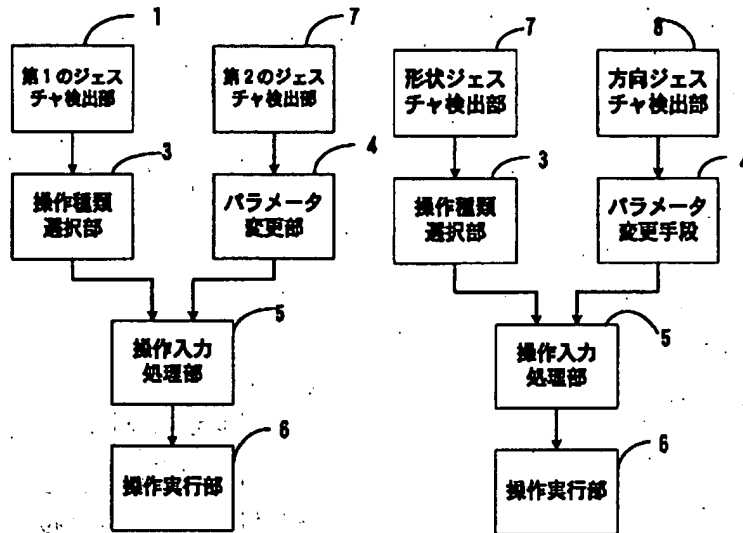 1
7
7
8
第1のジェス
チャ検出部
第2のジェス
チャ検出部
形状ジェス
チャ検出部
方向ジェス
チャ検出部
3
4
3
4
操作種類
選択部
パラメータ
変更部
操作種類
選択部
パラメータ
変更手段
5
5
操作入力
処理部
操作入力
処理部
6
6
操作実行部
操作実行部